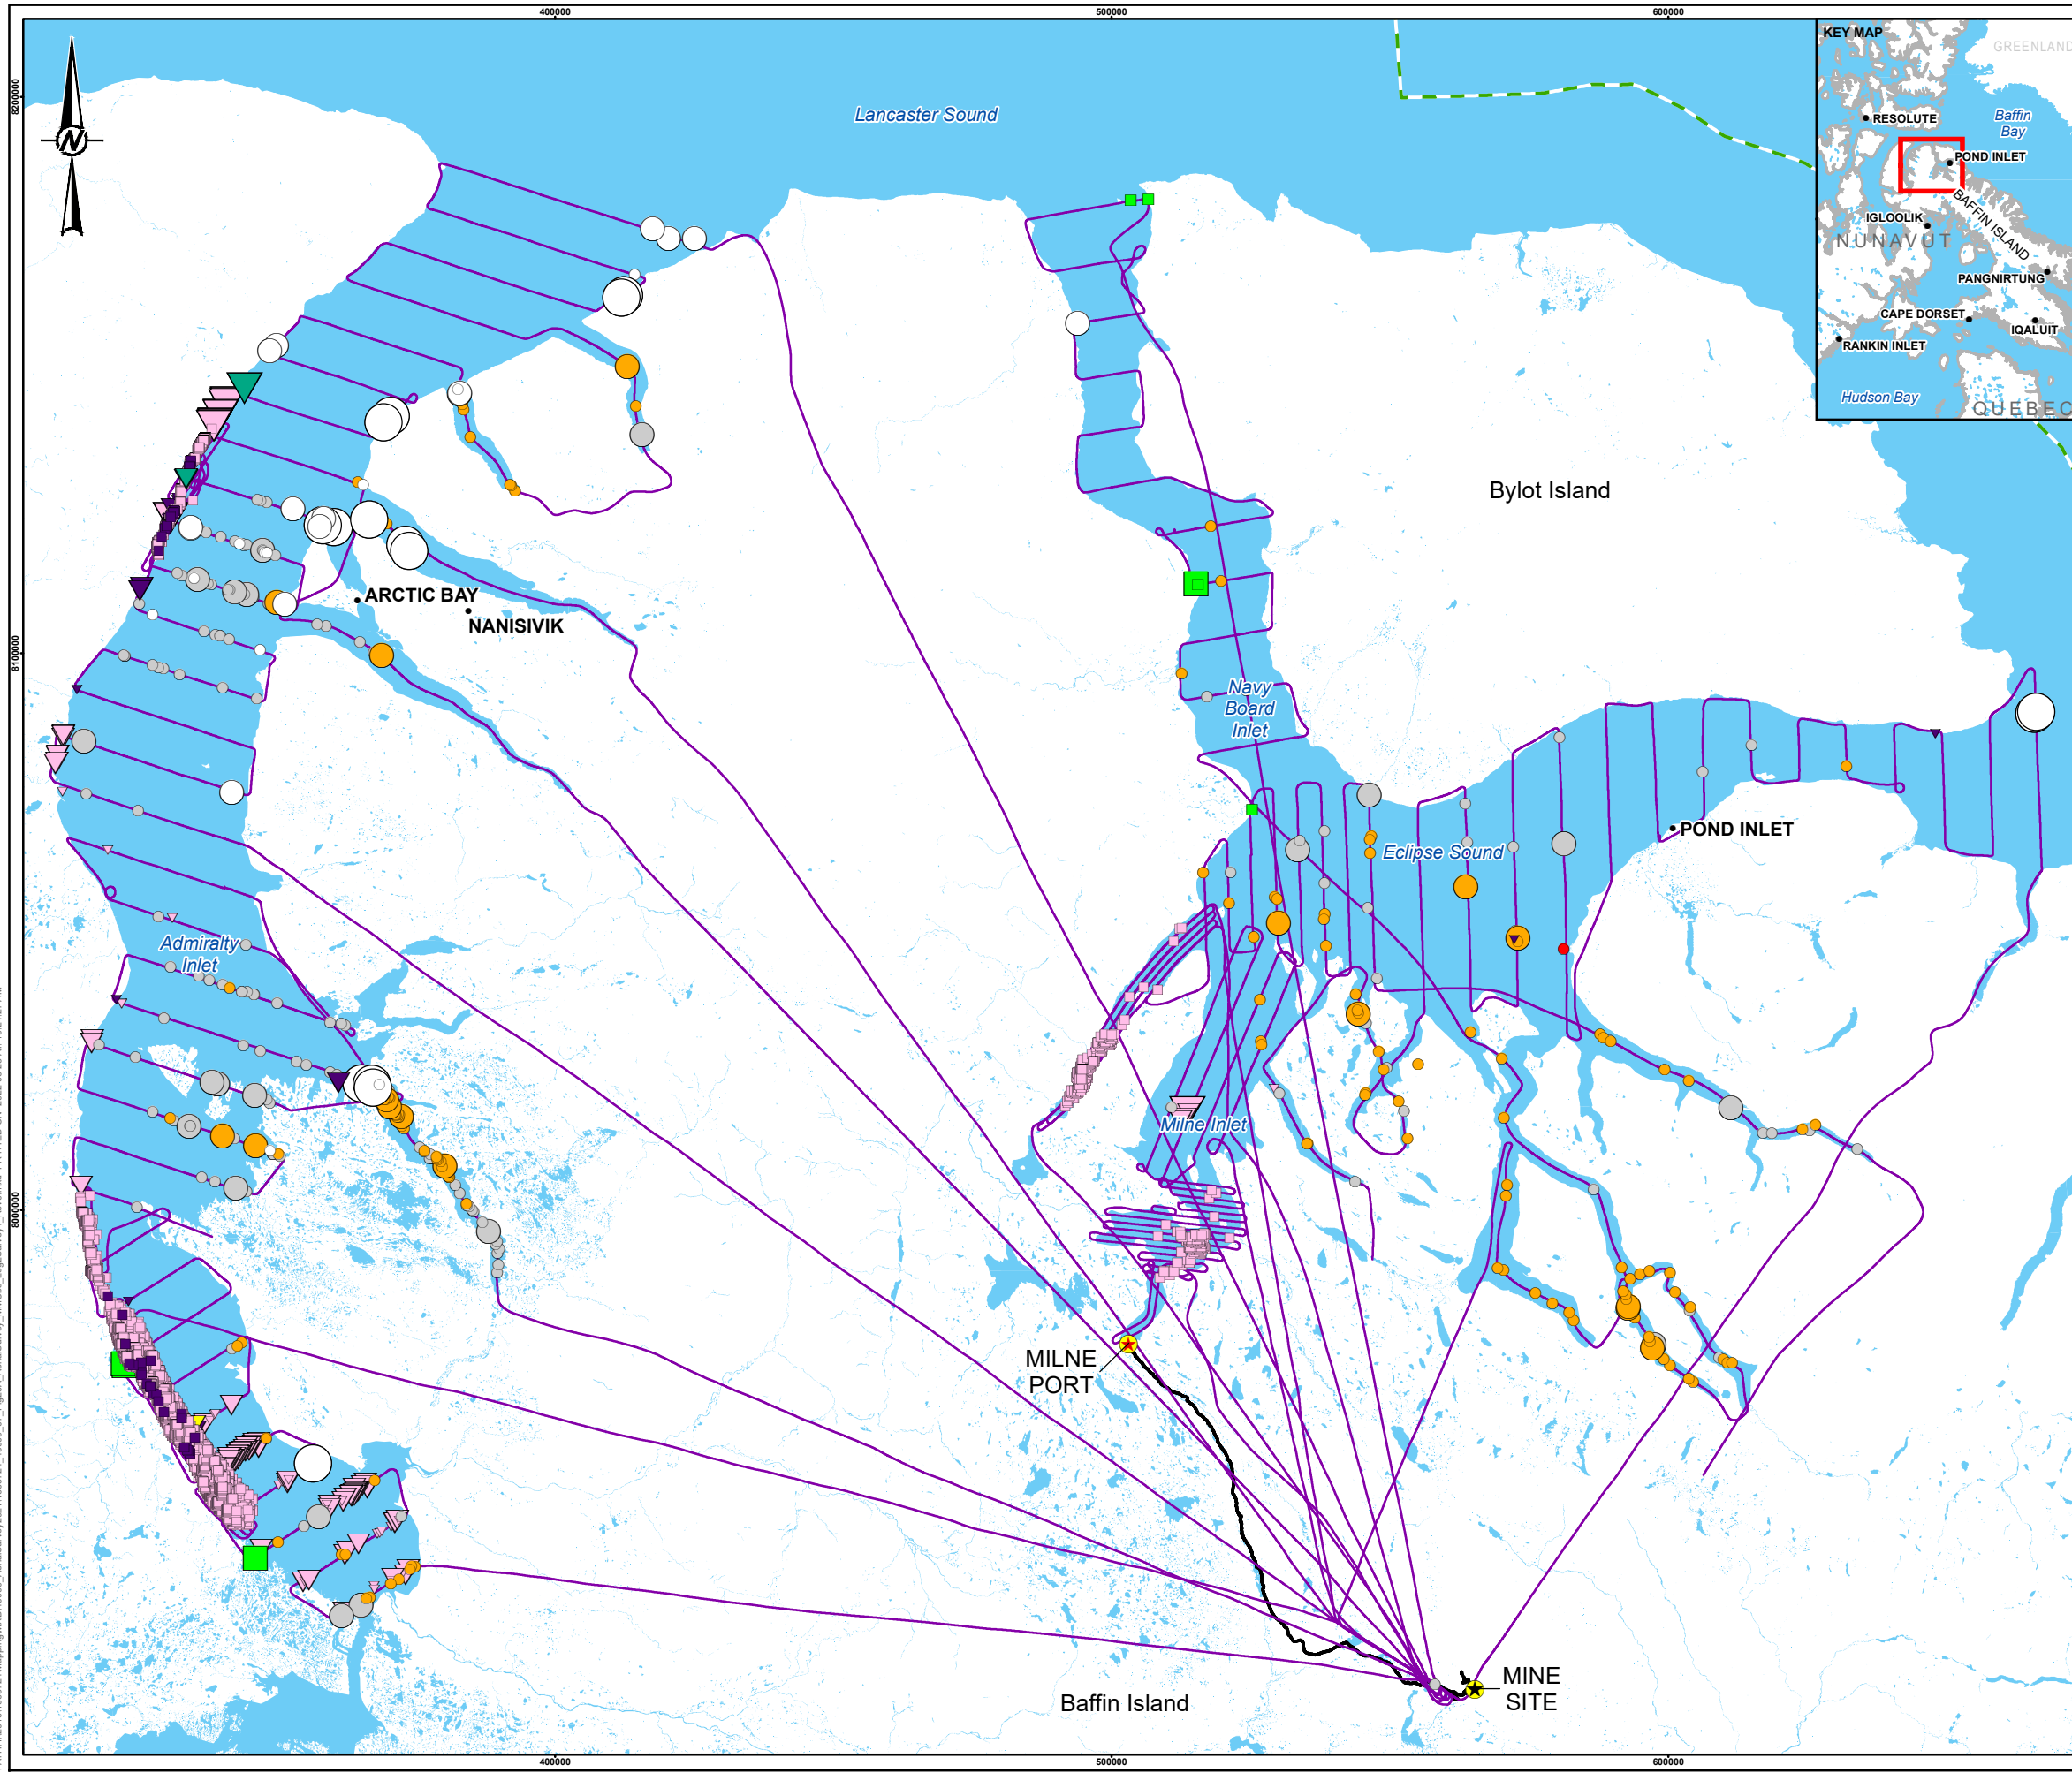 400000
500000
600000
8200000
8100000
8000000
N
Lancaster Sound
KEY MAP
GREENLAND
Baffin
Bay
RESOLUTE
POND INLET
BAFFIN ISLAND
IGLOOLIK
NUNAVUT
PANGNIRTUNG
CAPE DORSET
IQALUIT
RANKIN INLET
Hudson Bay
QUEBEC
Bylot Island
ARCTIC BAY
NANISIVIK
Navy
Board
Inlet
POND INLET
Eclipse Sound
Admiralty
Inlet
Milne Inlet
MILNE
PORT
MINE
SITE
Baffin Island
400000
500000
600000